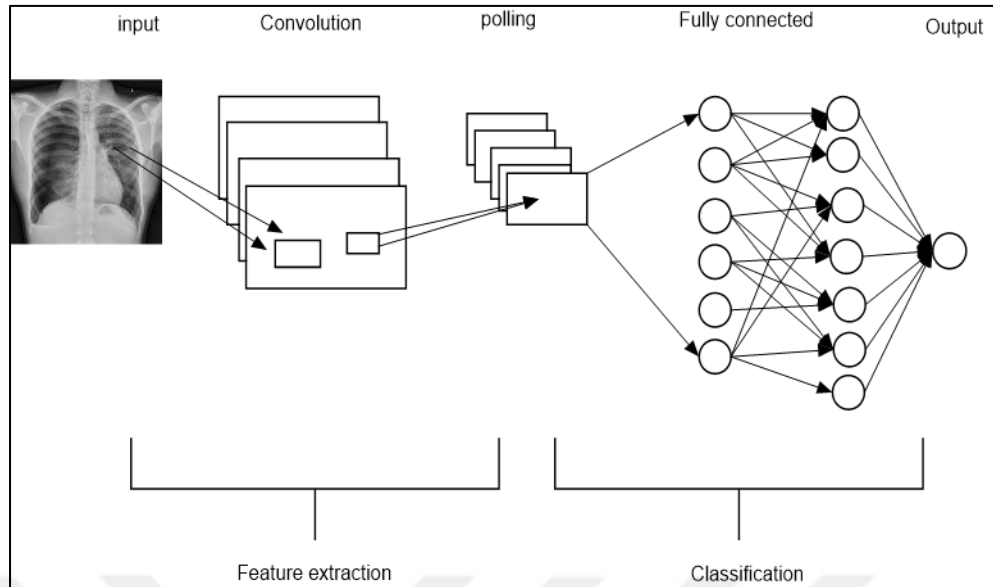 input
Convolution
polling
Fully connected
Output
Feature extraction
Classification